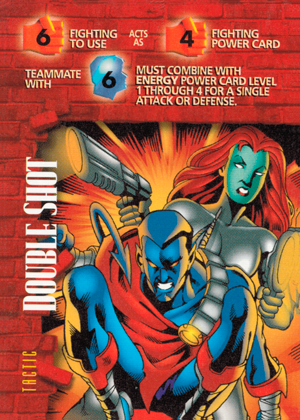 6 FIGHTING TO USE ACTS AS 4 FIGHTING POWER CARD
TEAMMATE WITH 6 MUST COMBINE WITH
ENERGY POWER CARD LEVEL
1 THROUGH 4 FOR A SINGLE
ATTACK OR DEFENSE.
DOUBLE SHOT
TACTIC